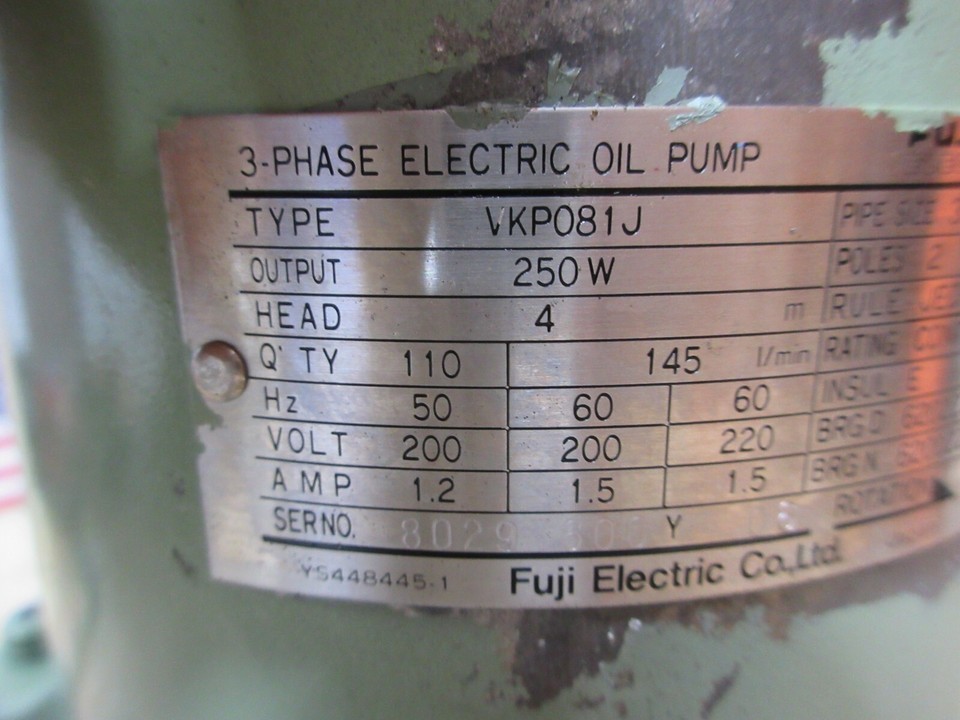 3-PHASE ELECTRIC OIL PUMP
TYPE VKP081J PIPE SIZE
OUTPUT 250W POLES 2
HEAD 4 m RULE
Q'TY 110 145 l/min RATING
Hz 50 60 60 INSUL E
VOLT 200 200 220 BRG D
AMP 1.2 1.5 1.5 BRG N
SER NO. Y
YS448445-1 Fuji Electric Co.,Ltd.